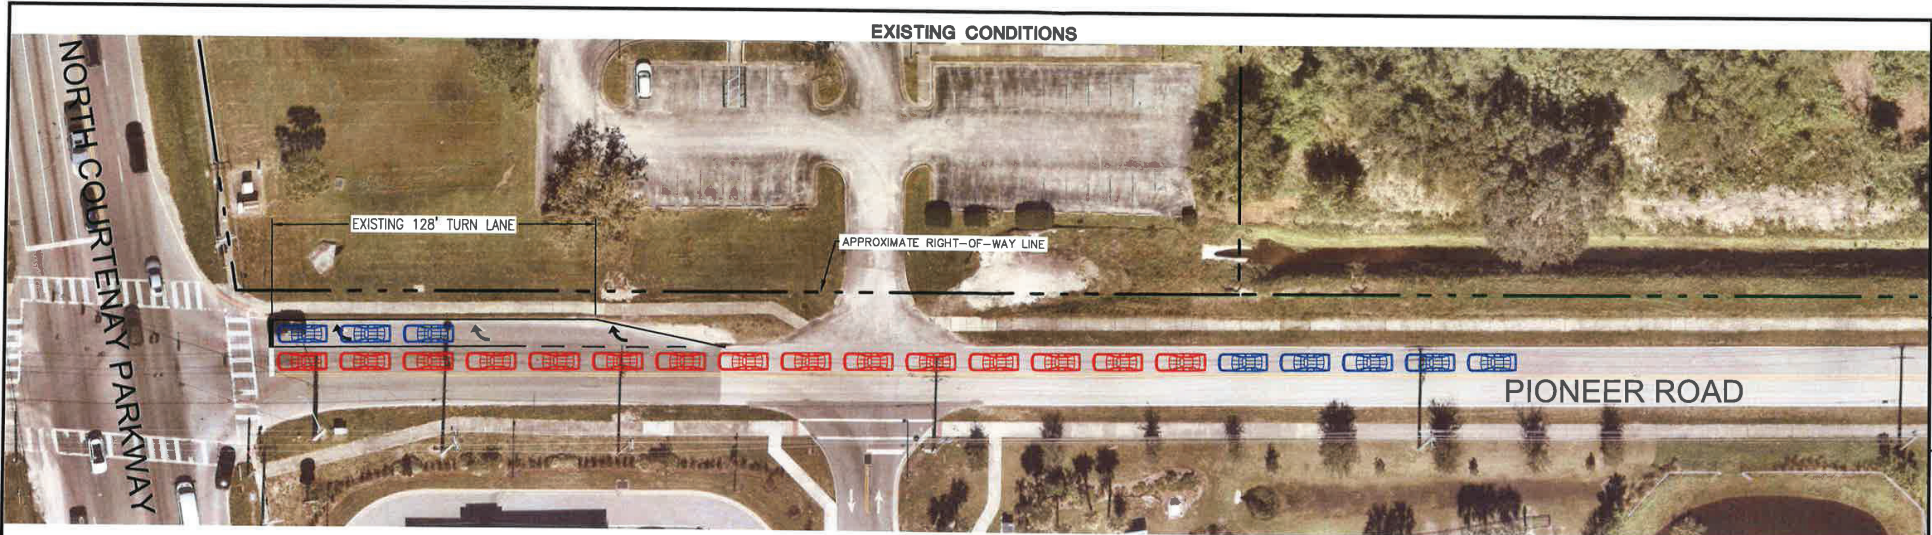 EXISTING CONDITIONS
NORTH COURTENAY PARKWAY
EXISTING 128' TURN LANE
APPROXIMATE RIGHT-OF-WAY LINE
PIONEER ROAD